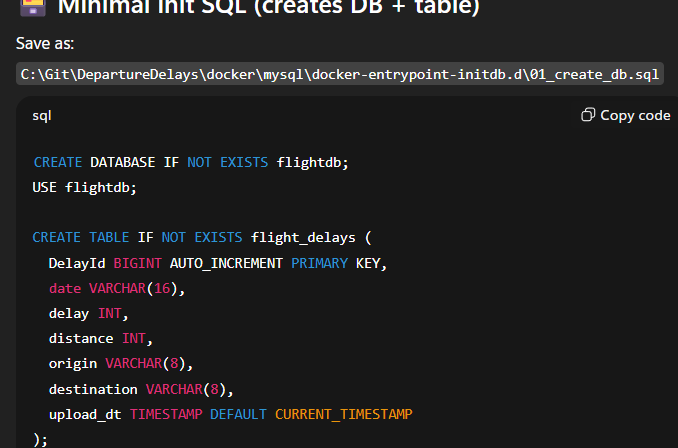 Minimal Init SQL (creates DB + table)
Save as:
C:\Git\DepartureDelays\docker\mysql\docker-entrypoint-initdb.d\01_create_db.sql
sql Copy code
CREATE DATABASE IF NOT EXISTS flightdb;
USE flightdb;
CREATE TABLE IF NOT EXISTS flight_delays (
DelayId BIGINT AUTO_INCREMENT PRIMARY KEY,
date VARCHAR(16),
delay INT,
distance INT,
origin VARCHAR(8),
destination VARCHAR(8),
upload_dt TIMESTAMP DEFAULT CURRENT_TIMESTAMP
);